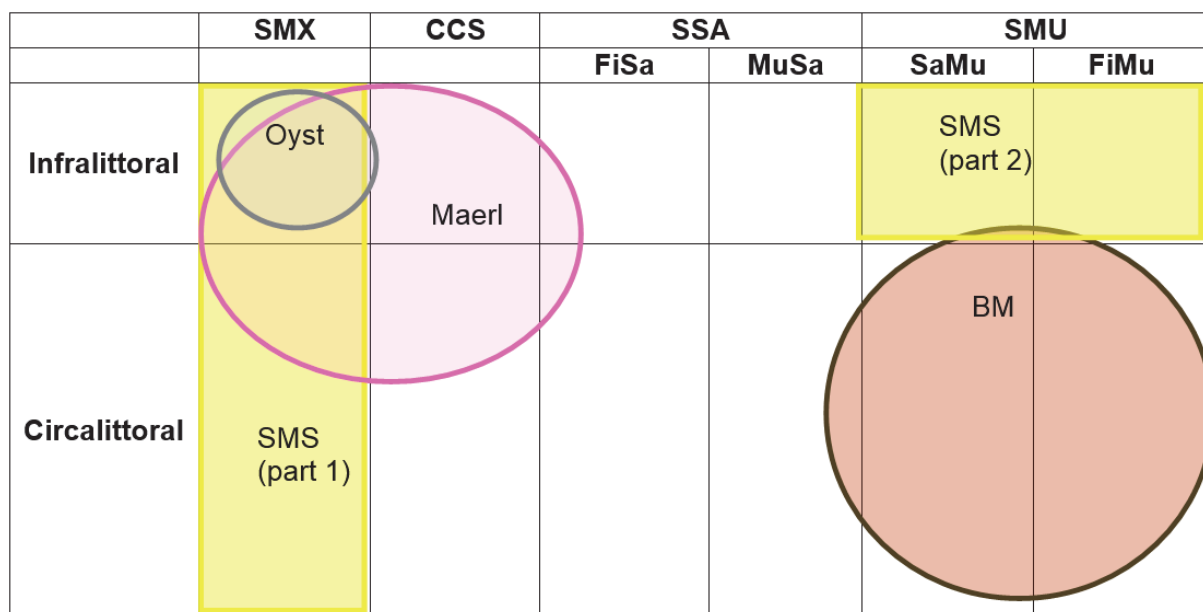 SMX CCS SSA SMU
FiSa MuSa SaMu FiMu
Infralittoral
Oyst
Maerl
SMS
(part 2)
Circalittoral
SMS
(part 1)
BM